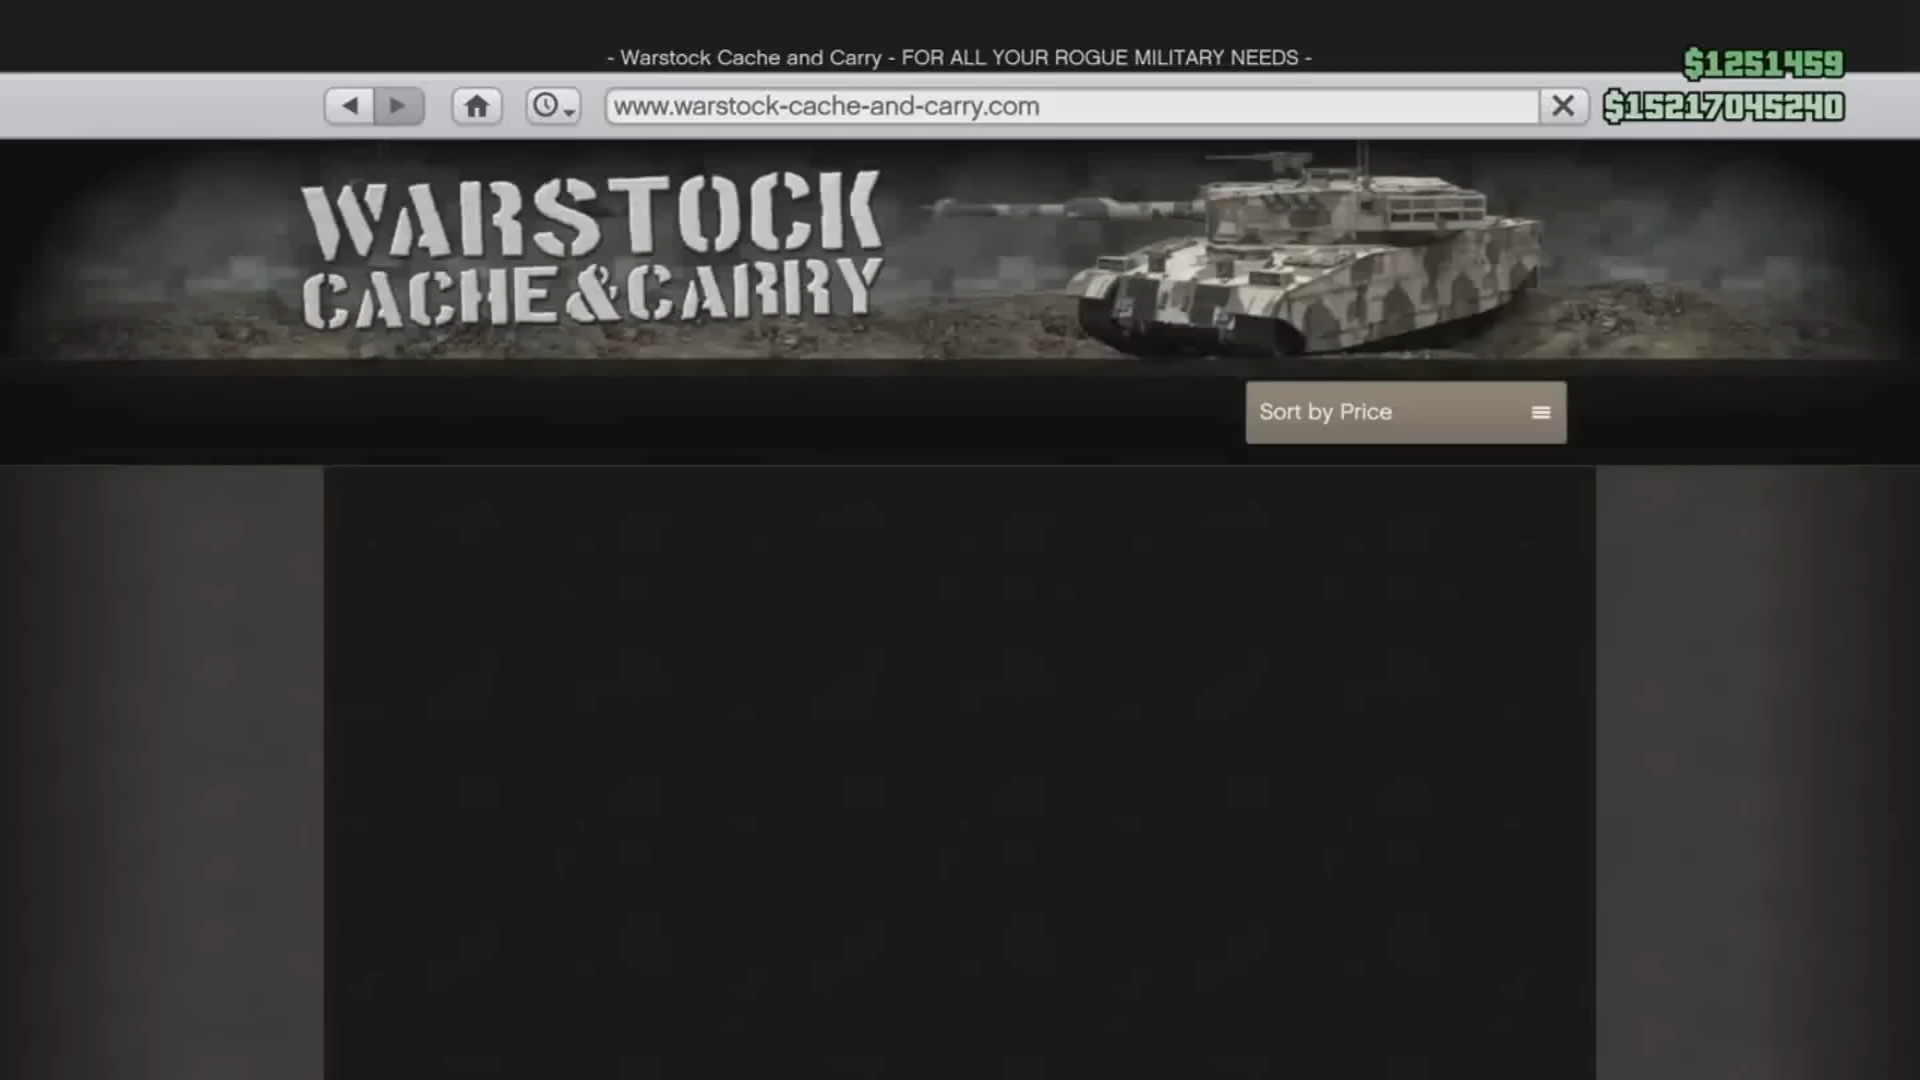 - Warstock Cache and Carry - FOR ALL YOUR ROGUE MILITARY NEEDS -
$1251459
www.warstock-cache-and-carry.com
$15217045240
WARSTOCK
CACHE&CARRY
Sort by Price